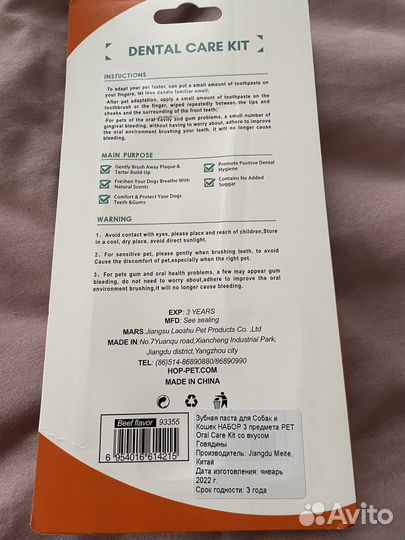 DENTAL CARE KIT
INSTUCTIONS
·To adapt your pet foster, can put a small amount of toothpaste on
your fingers, let love dandle familiar smell;
·After pet adaptation, apply a small amount of toothpaste on the
toothbrush or the finger, wiped repeatedly between the lips and
cheeks and the surrounding of the front teeth;
·For pets of the oral cavity and gum problems, a small number of
gingival bleeding, without having to worry about, adhere to improve
the oral environment brushing your teeth, it will no longer cause
bleeding.
MAIN PURPOSE
Gently Brush Away Plaque &
Tartar Build-Up
Freshen Your Dogs Breathe With
Natural Scents
Comfort & Protect Your Dogs
Teeth &Gums
Promote Positive Dental
Hygiene
Contains No Added
Suggar
WARNING
1、Avoid contact with eyes, please place and reach of children,Store
in a cool, dry place, avoid direct sunlight.
2、For sensitive pet, please gently when brushing teeth, to avoid
Cause the discomfort of pet,especially when the right pet.
3、For pets gum and oral health problems, a few may appear gum
bleeding, do not need to worry about,adhere to improve the oral
environment brushing,it will no longer cause bleeding.
EXP: 3 YEARS
MFD: See sealing
MARS:Jiangsu Laoshu Pet Products Co. ,Ltd
MADE IN:No.7Yuanqu road,Xiancheng Industrial Park,
Jiangdu district,Yangzhou city
TEL:(86)514-86890880/86890990
HOP-PET.COM
MADE IN CHINA
Beef flavor 93355
6 954016 614215
Зубная паста для Собак и
Кошек НАБОР 3 предмета PET
Oral Care Kit со вкусом
Говядины
Производитель: Jiangdu Meite,
Китай
Дата изготовления: январь
2022 г.
Срок годности: 3 года
Avito